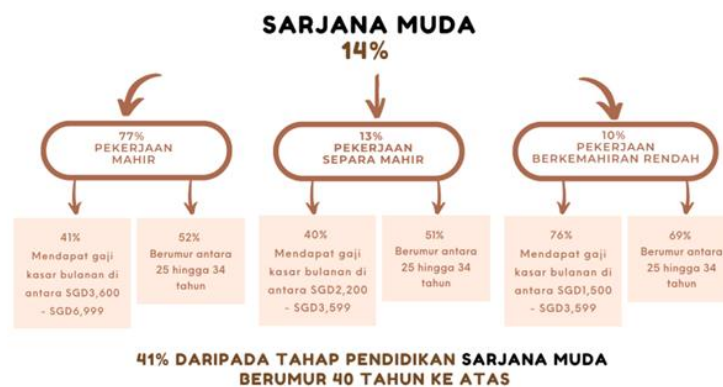 SARJANA MUDA
14%
77%
PEKERJAAN
MAHIR
13%
PEKERJAAN
SEPARA MAHIR
10%
PEKERJAAN
BERKEMAHIRAN RENDAH
41%
Mendapat gaji
kasar bulanan di
antara SGD3,600
- SGD6,999
52%
Berumur antara
25 hingga 34
tahun
40%
Mendapat gaji
kasar bulanan di
antara SGD2,200
- SGD3,599
51%
Berumur antara
25 hingga 34
tahun
76%
Mendapat gaji
kasar bulanan di
antara SGD1,500
- SGD3,599
69%
Berumur antara
25 hingga 34
tahun
41% DARIPADA TAHAP PENDIDIKAN SARJANA MUDA
BERUMUR 40 TAHUN KE ATAS